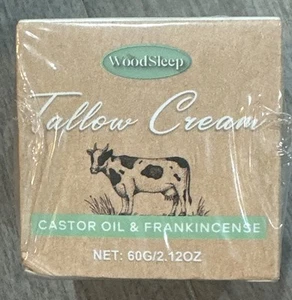 WoodSleep
Tallow Cream
CASTOR OIL & FRANKINCENSE
NET: 60G/2.12OZ